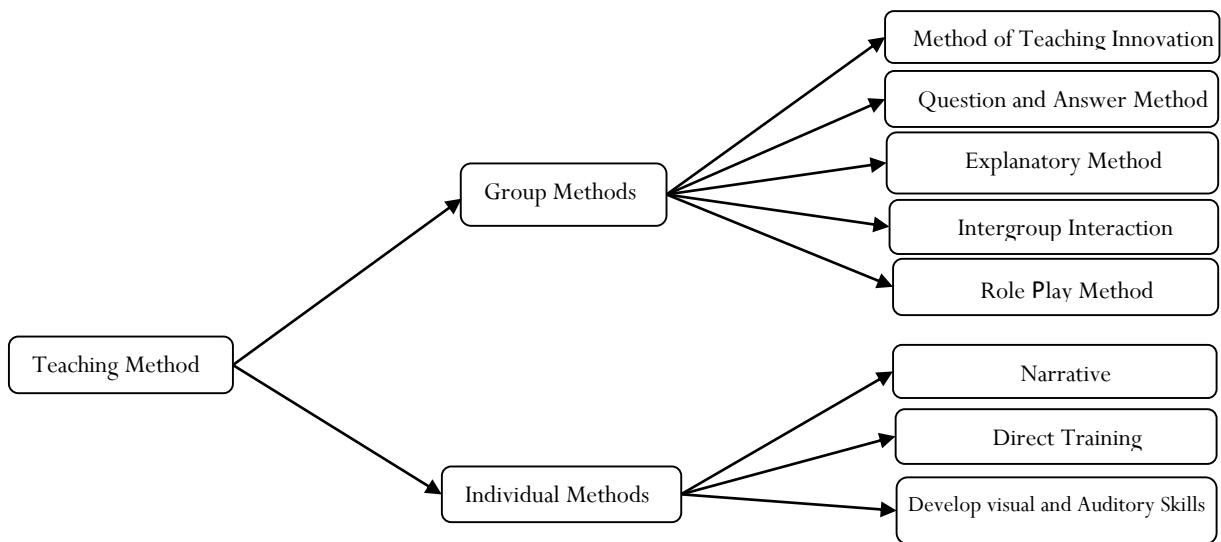 Teaching Method
Group Methods
Method of Teaching Innovation
Question and Answer Method
Explanatory Method
Intergroup Interaction
Role Play Method
Individual Methods
Narrative
Direct Training
Develop visual and Auditory Skills